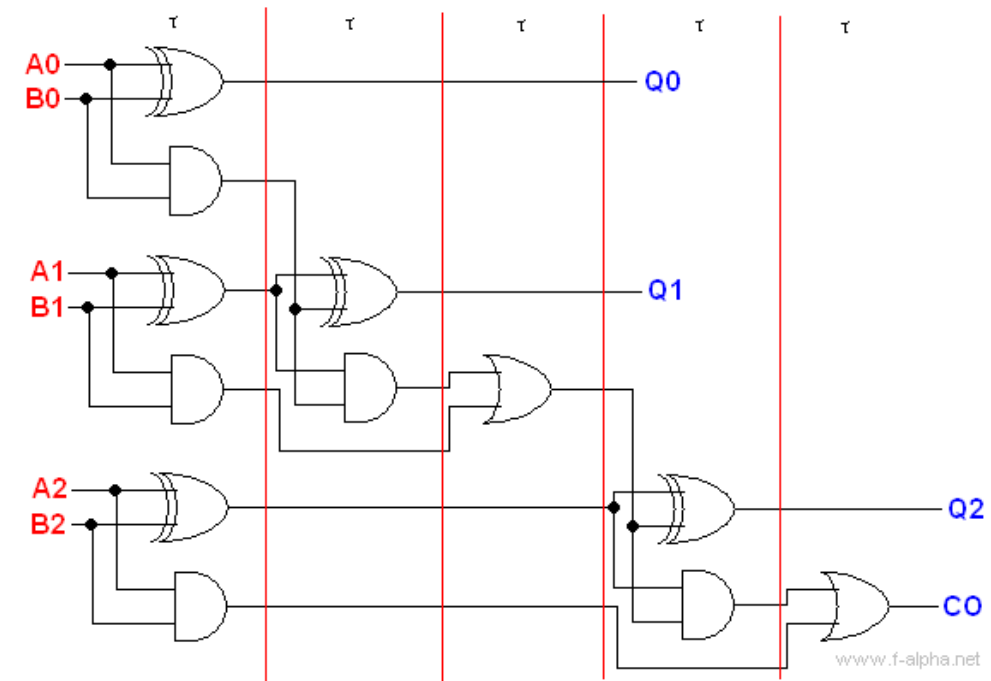 τ τ τ τ τ
A0
Q0
B0
A1
Q1
B1
A2
Q2
B2
CO
www.f-alpha.net